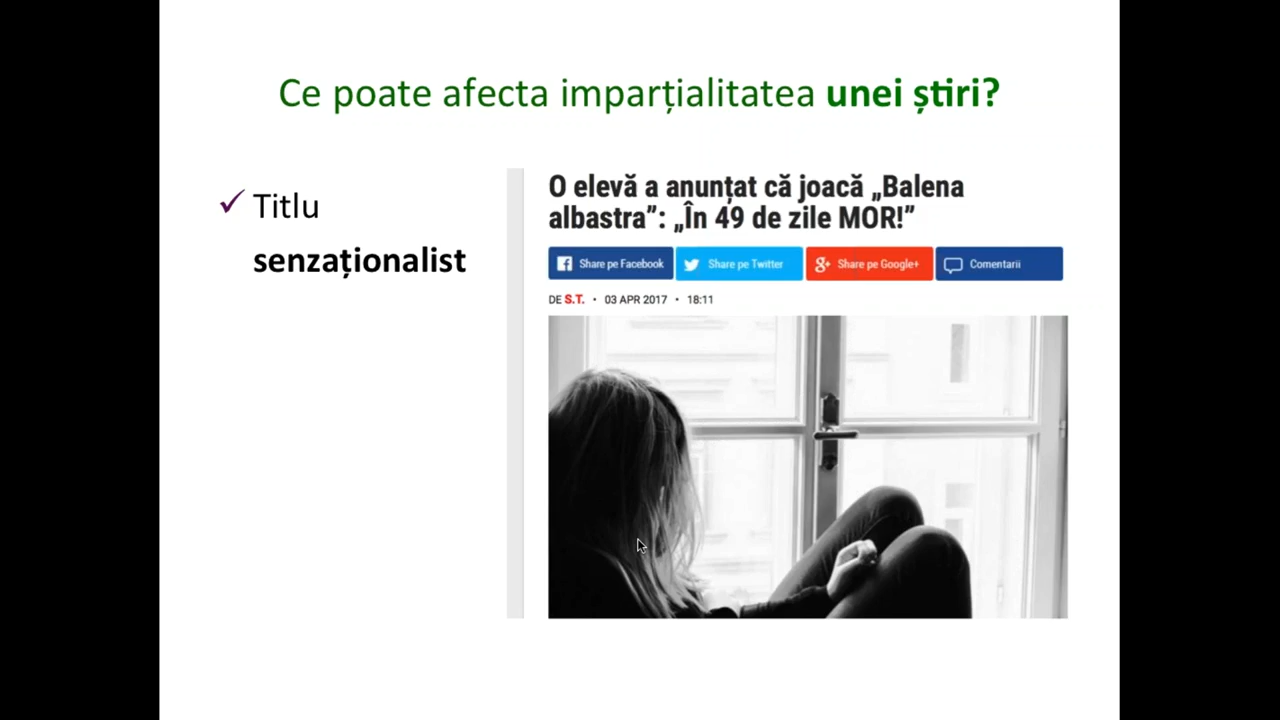 Ce poate afecta imparțialitatea unei știri?
Titlu
senzaționalist
O elevă a anunțat că joacă „Balena
albastra”: „În 49 de zile MOR!”
Share pe Facebook
Share pe Twitter
Share pe Google+
Comentarii
DE S.T. • 03 APR 2017 • 18:11